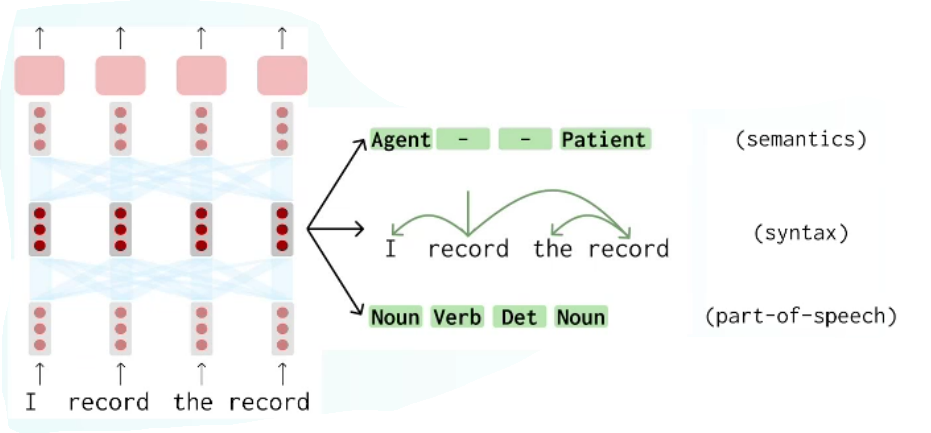 Agent - - Patient (semantics)
I record the record (syntax)
Noun Verb Det Noun (part-of-speech)
I record the record